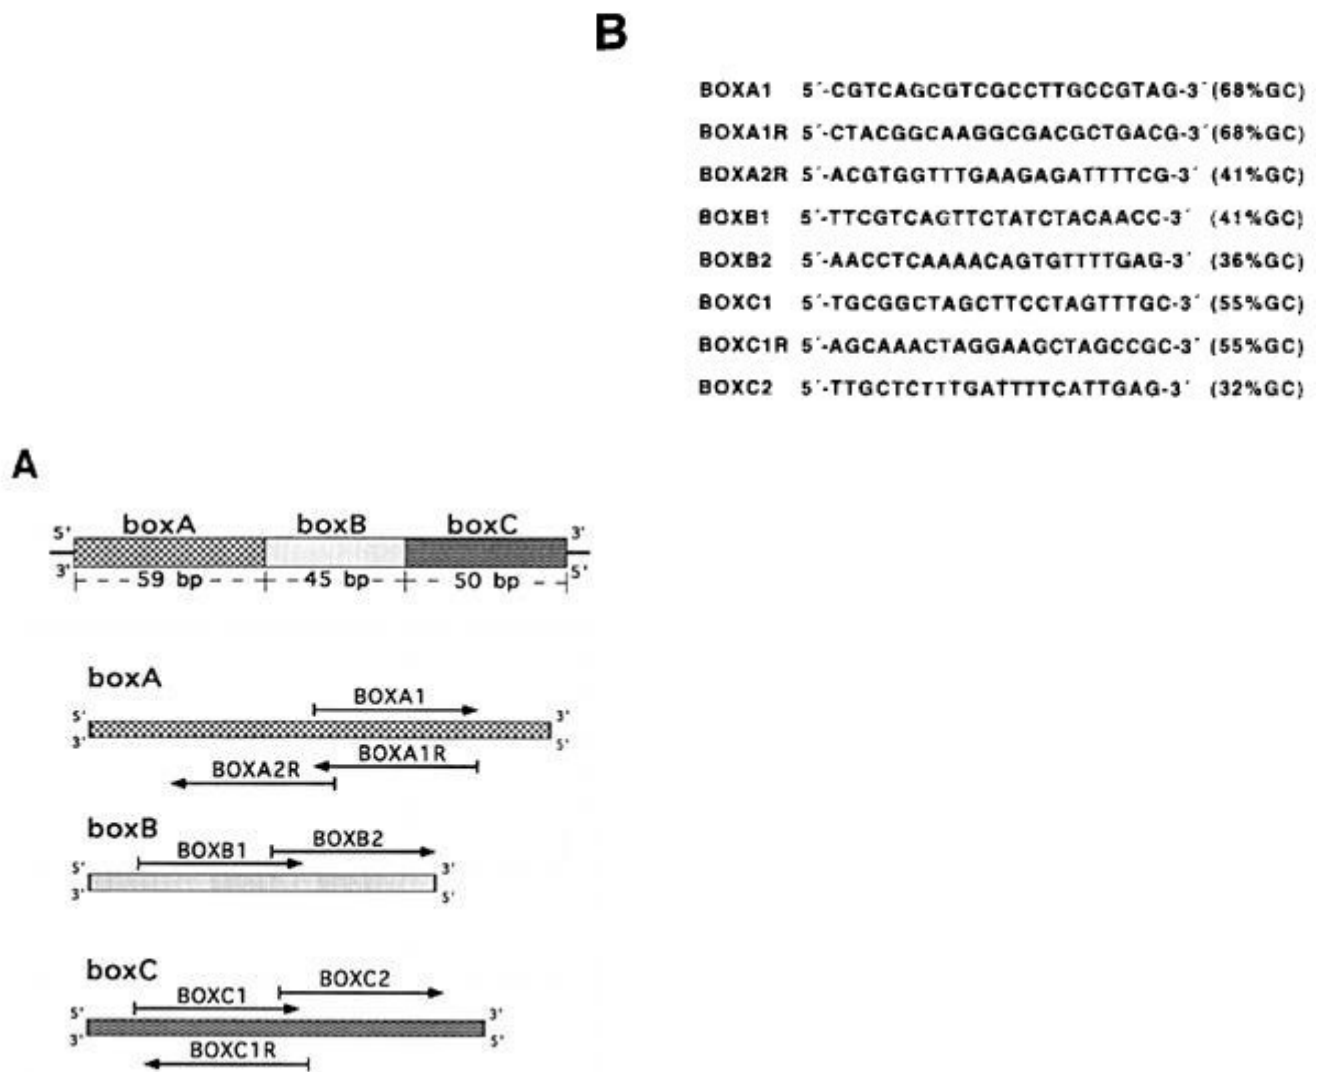 B
BOXA1 5´-CGTCAGCGTCGCCTTGCCGTAG-3´(68%GC)
BOXA1R 5´-CTACGGCAAGGCGACGCTGACG-3´(68%GC)
BOXA2R 5´-ACGTGGTTTGAAGAGATTTTCG-3´ (41%GC)
BOXB1 5´-TTCGTCAGTTCTATCTACAACC-3´ (41%GC)
BOXB2 5´-AACCTCAAAACAGTGTTTTGAG-3´ (36%GC)
BOXC1 5´-TGCGGCTAGCTTCCTAGTTTGC-3´ (55%GC)
BOXC1R 5´-AGCAAACTAGGAAGCTAGCCGC-3´ (55%GC)
BOXC2 5´-TTGCTCTTTGATTTTCATTGAG-3´ (32%GC)
A
boxA boxB boxC
5' 3'
3' 5'
59 bp 45 bp 50 bp
boxA
BOXA1
5' 3'
3' 5'
BOXA1R
BOXA2R
boxB
BOXB2
BOXB1
5' 3'
3' 5'
boxC
BOXC2
BOXC1
5' 3'
3' 5'
BOXC1R